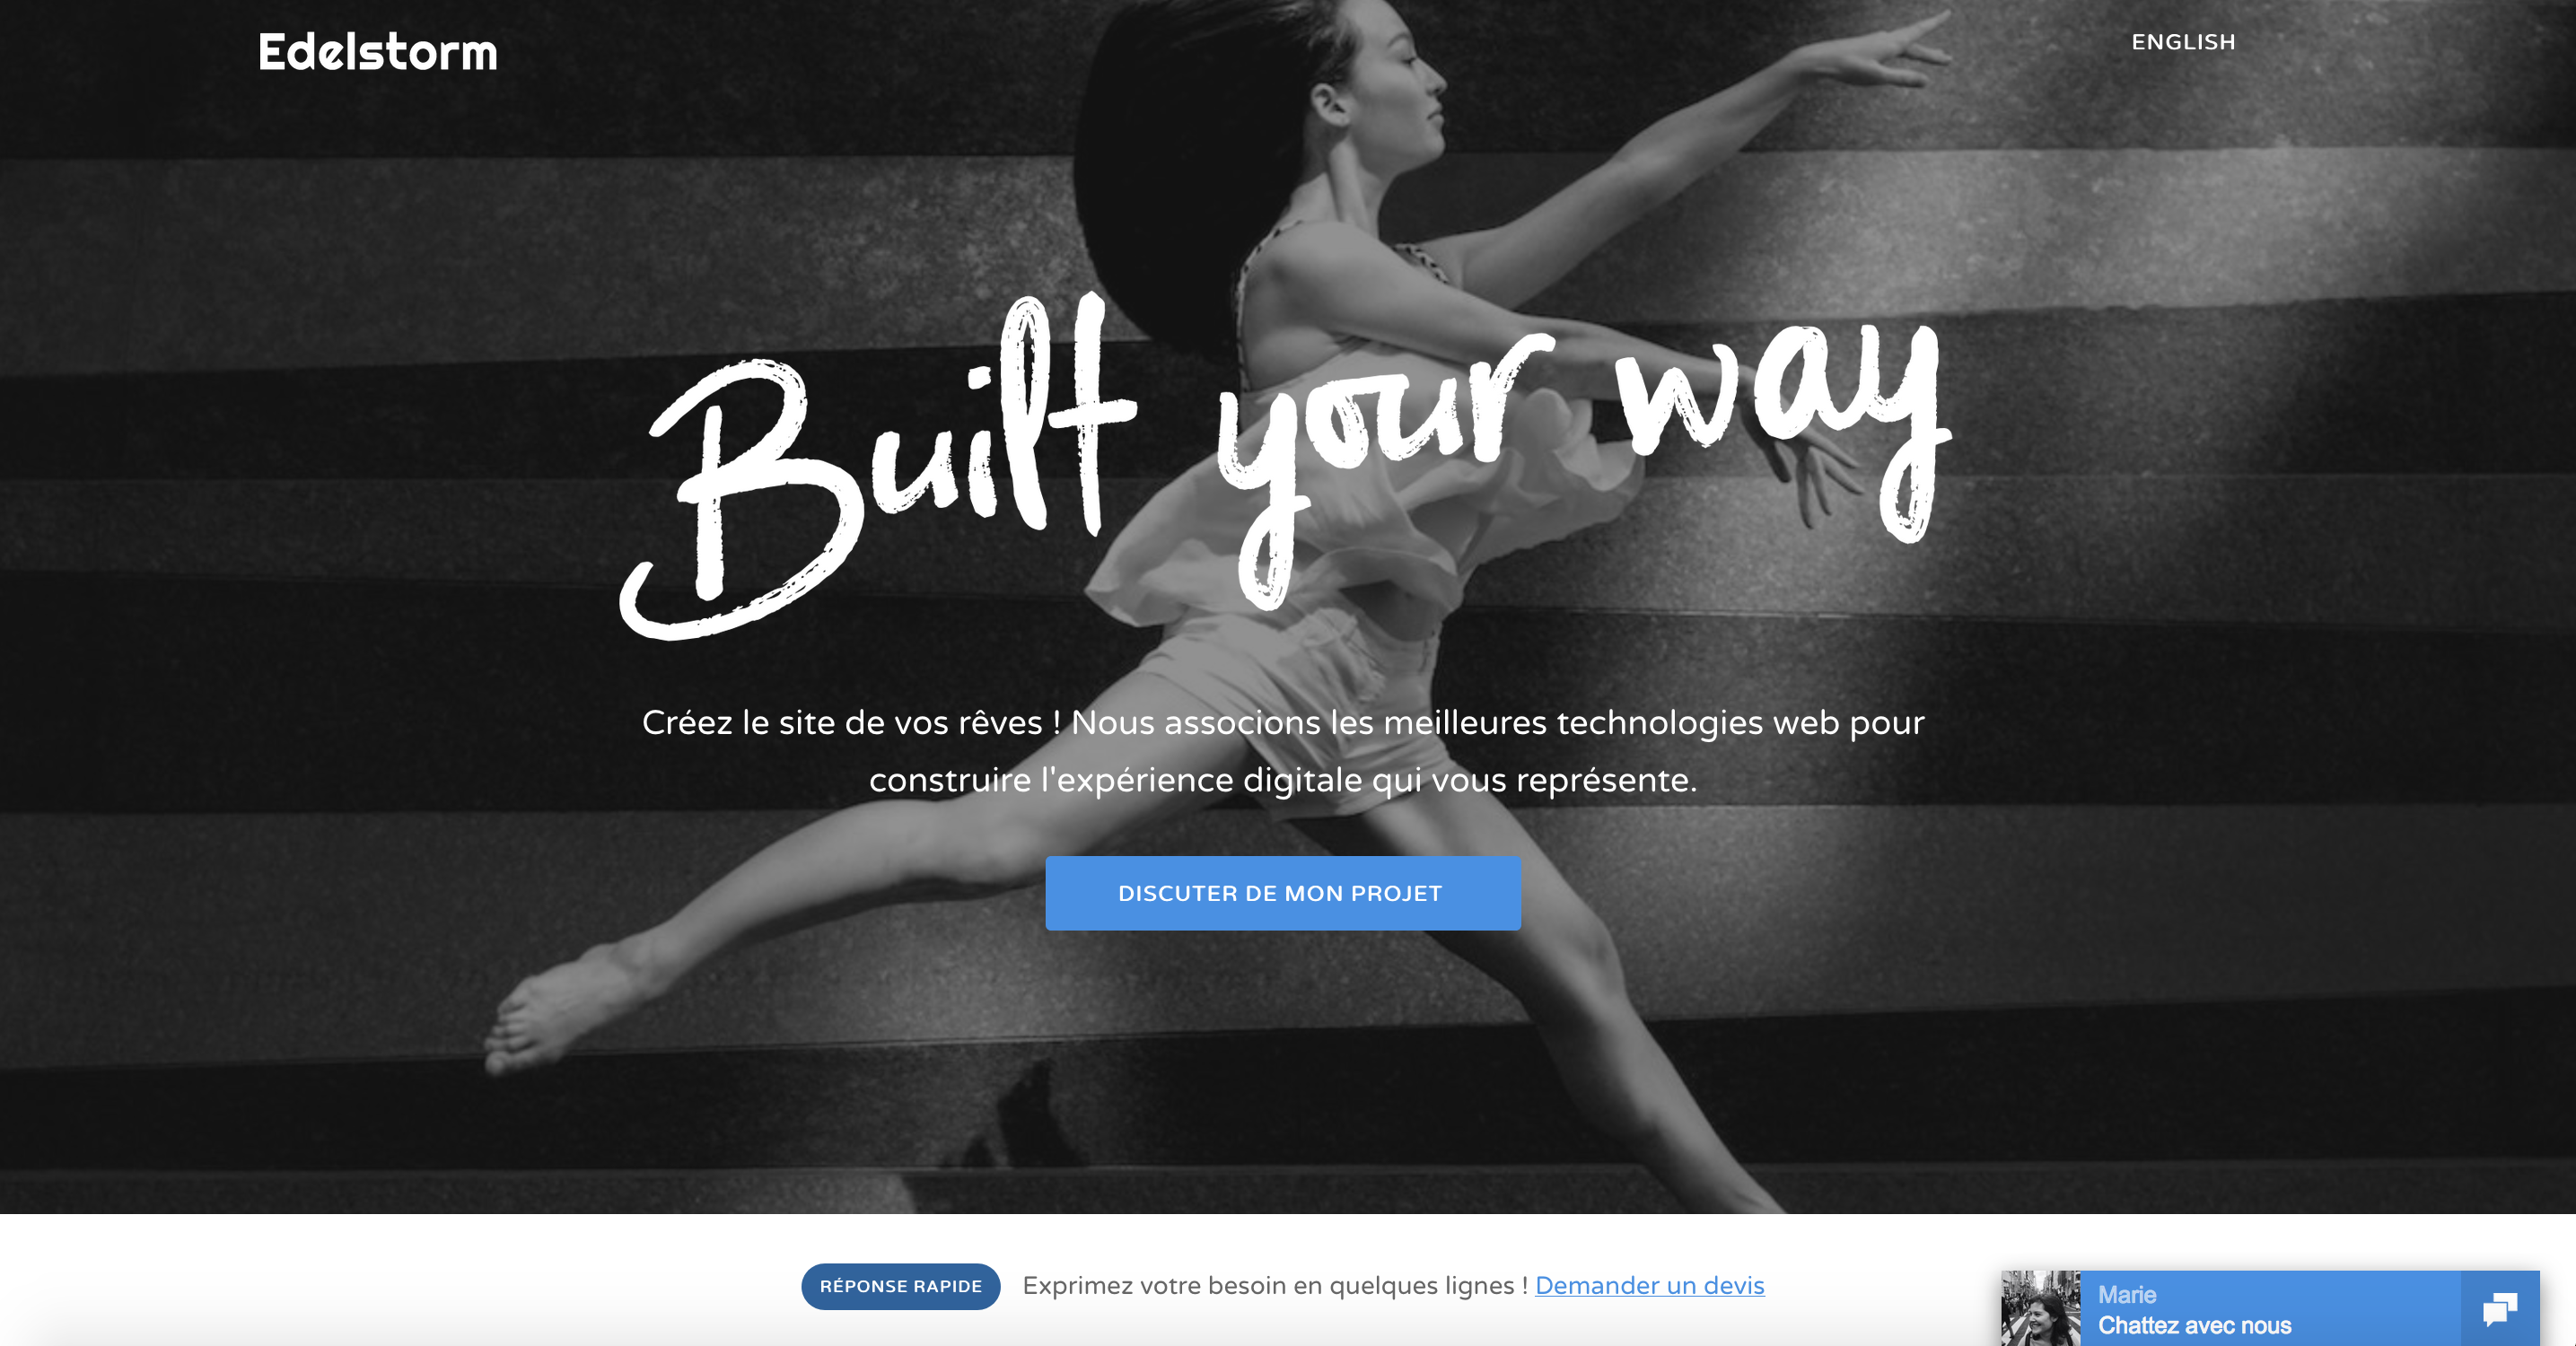 Edelstorm
ENGLISH
Built your way
Créez le site de vos rêves ! Nous associons les meilleures technologies web pour
construire l'expérience digitale qui vous représente.
DISCUTER DE MON PROJET
RÉPONSE RAPIDE Exprimez votre besoin en quelques lignes ! Demander un devis
Marie
Chattez avec nous